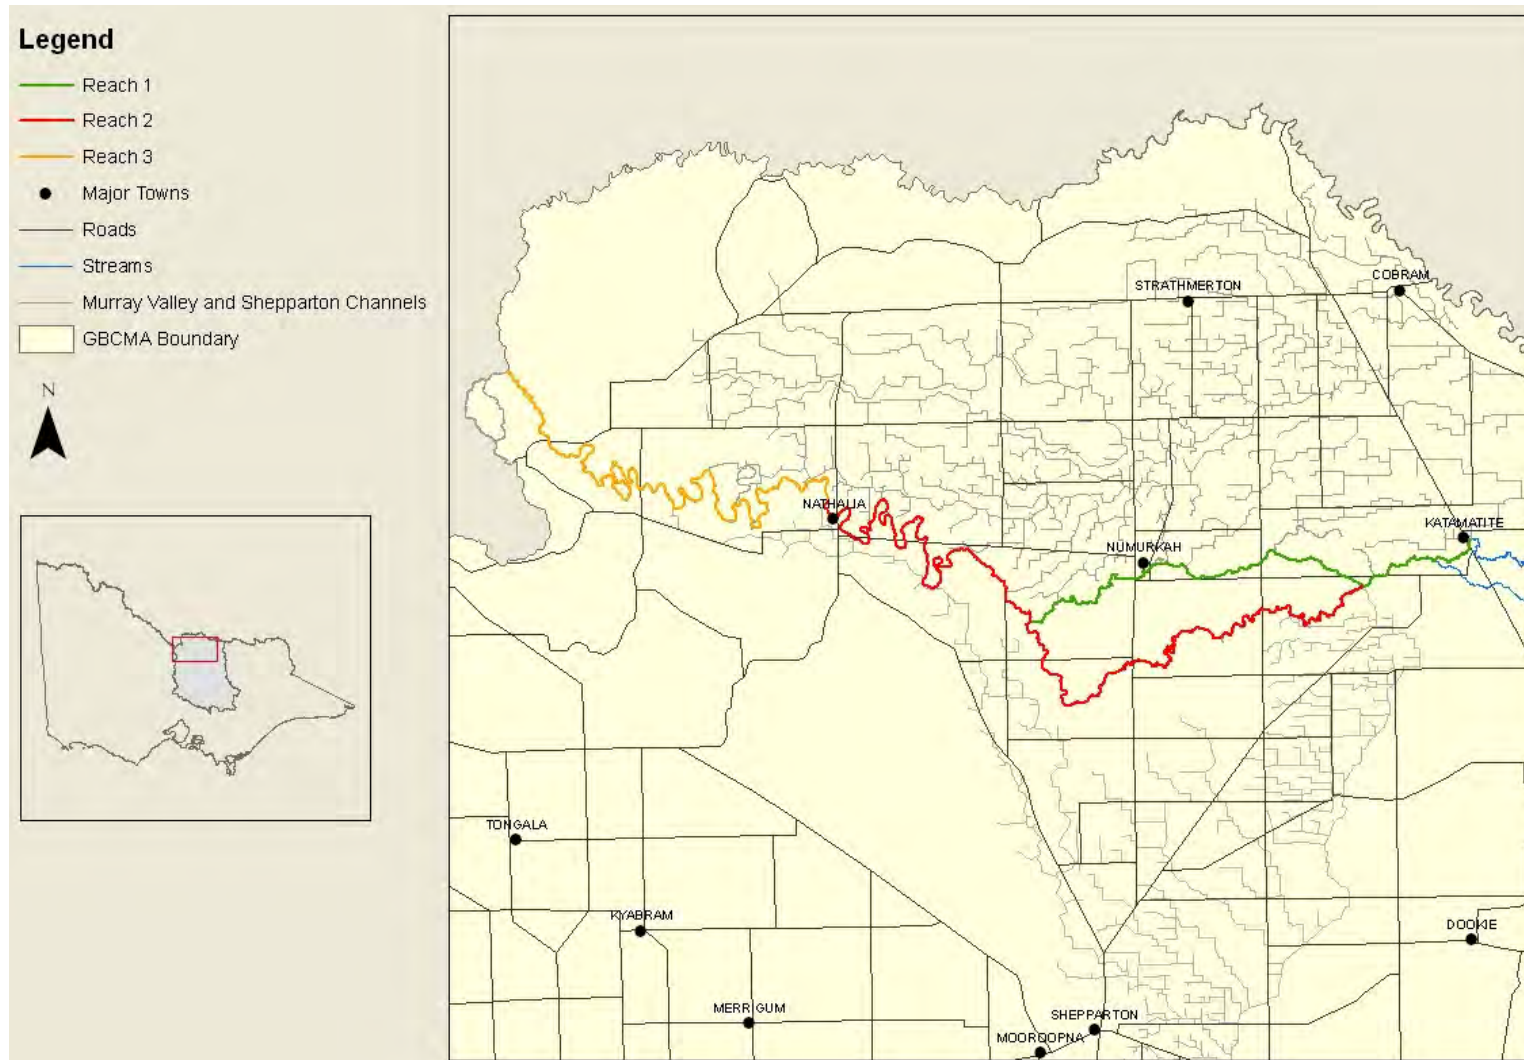 Legend
Reach 1
Reach 2
Reach 3
Major Towns
Roads
Streams
Murray Valley and Shepparton Channels
GBCMA Boundary
N
STRATHMERTON
COBRAM
NATHALIA
KATAMATITE
NUMURKAH
TONGALA
KYABRAM
DOOKIE
MERRIGUM
SHEPPARTON
MOOROOPNA